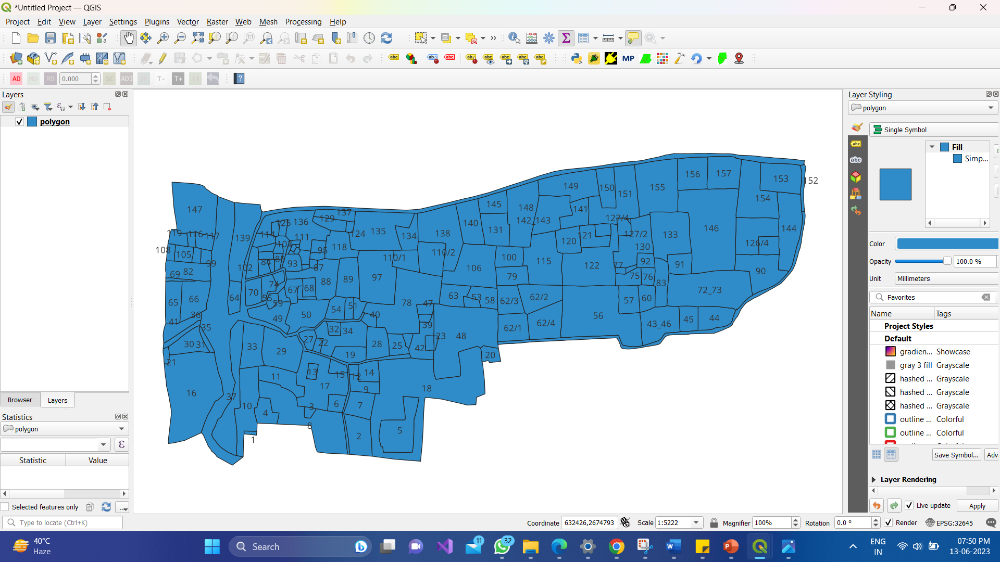 *Untitled Project — QGIS
Project Edit View Layer Settings Plugins Vector Raster Web Mesh Processing Help
MP
AD MO RO 0.000 SC ADJ T- T+
Layers
polygon
Browser Layers
Statistics
polygon
Statistic Value
Selected features only
Type to locate (Ctrl+K)
152
156 157 153
149 150 151 155
154
147 145 148 141
137 129 125 136 127/4
140 142_143 131 133 146 144
119 116 117 139 114 111 124 135 134 138 121 127/2
108 105 103 95 118 120 130 126/4
99 84 85 93 110/1 110/2 100 115 77 92 91
69 82 102 87 106 122 90
88 89 97 79 75 76 83
74 67 68 72_73
65 66 64 70 55 59 78 47 63 53 58 62/3 62/2 57 60
36 54 51 40
41 49 50 39 56 45 44
35 32 34 23 48 62/1 62/4 43_46
30 31 33 29 27 22 28 25 42
21 19 20
11 13 15 12 14
16 17 9 18
37 10 4 3 6 7
8 5
1 2
Layer Styling
polygon
Single Symbol
Fill
Simp...
Color
Opacity 100.0 %
Unit Millimeters
Favorites
Name Tags
Project Styles
Default
gradien... Showcase
gray 3 fill Grayscale
hashed ... Grayscale
hashed ... Grayscale
hashed ... Grayscale
outline ... Colorful
outline ... Colorful
Save Symbol... Adv
Layer Rendering
Live update Apply
Coordinate 632426,2674793 Scale 1:5222 Magnifier 100% Rotation 0.0 ° Render EPSG:32645
40°C
Haze
Search
11
32
ENG
IN
07:50 PM
13-06-2023